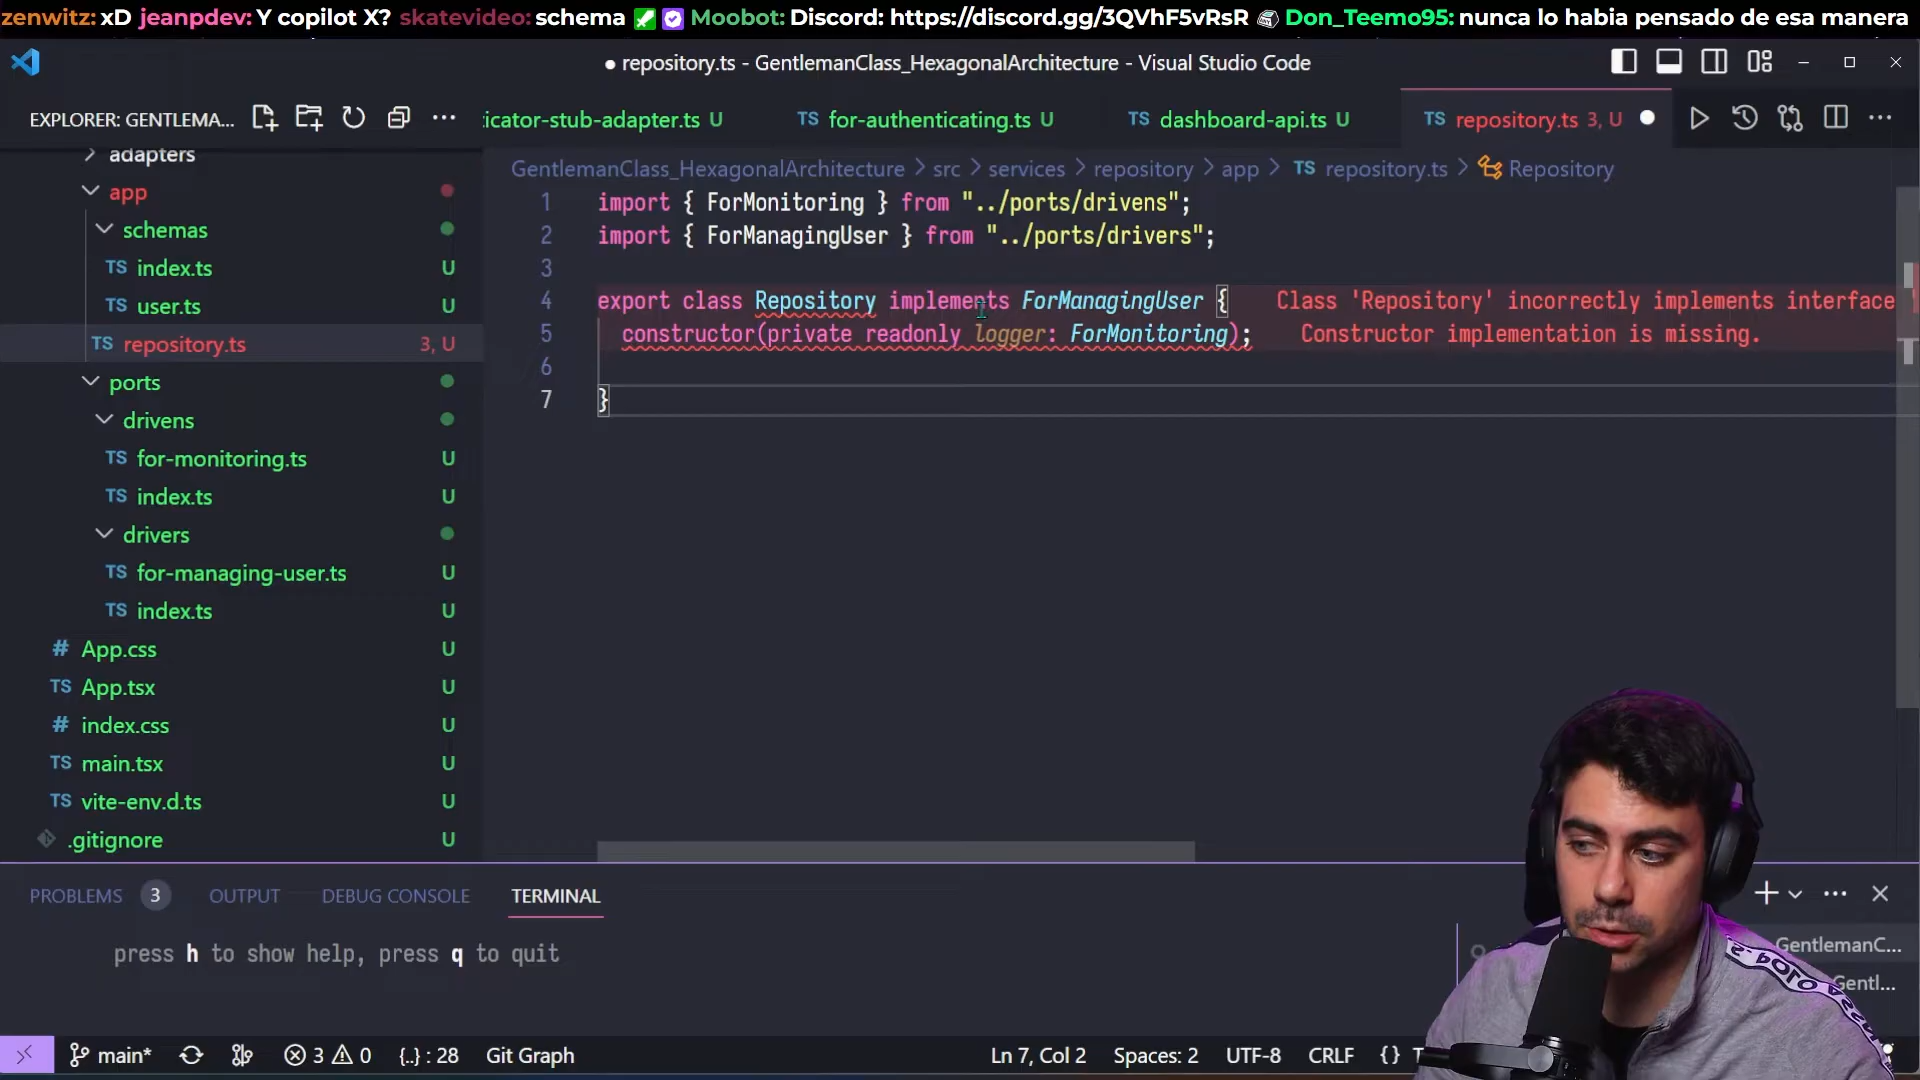 zenwitz: xD jeanpdev: Y copilot X? skatevideo: schema Moobot: Discord: https://discord.gg/3QVhF5vRsR Don_Teemo95: nunca lo habia pensado de esa manera
repository.ts - GentlemanClass_HexagonalArchitecture - Visual Studio Code
EXPLORER: GENTLEMA...
icator-stub-adapter.ts U
TS for-authenticating.ts U
TS dashboard-api.ts U
TS repository.ts 3, U
GentlemanClass_HexagonalArchitecture > src > services > repository > app > TS repository.ts > Repository
adapters
app
schemas
TS index.ts U
TS user.ts U
TS repository.ts 3, U
ports
drivens
TS for-monitoring.ts U
TS index.ts U
drivers
TS for-managing-user.ts U
TS index.ts U
# App.css U
TS App.tsx U
# index.css U
TS main.tsx U
TS vite-env.d.ts U
.gitignore U
1 import { ForMonitoring } from "../ports/drivens";
2 import { ForManagingUser } from "../ports/drivers";
3
4 export class Repository implements ForManagingUser { Class 'Repository' incorrectly implements interface '
5 constructor(private readonly logger: ForMonitoring); Constructor implementation is missing.
6
7 }
PROBLEMS 3 OUTPUT DEBUG CONSOLE TERMINAL
press h to show help, press q to quit
GentlemanC...
Gentl...
main* 3 0 {..} : 28 Git Graph
Ln 7, Col 2 Spaces: 2 UTF-8 CRLF {}
POLO